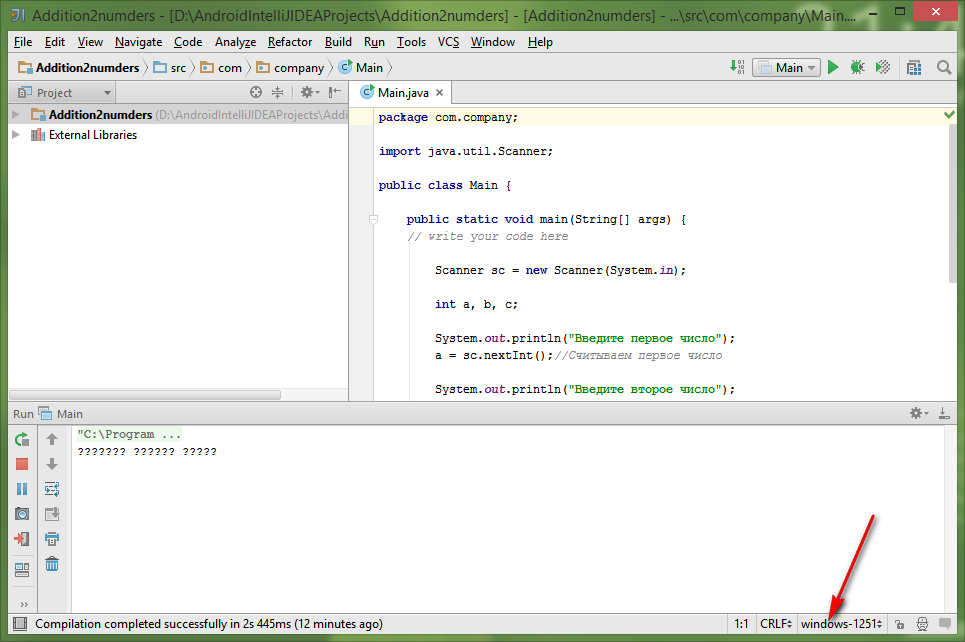 Addition2numders - [D:\AndroidIntelliJIDEAProjects\Addition2numders] - [Addition2numders] - ...\src\com\company\Main....
File Edit View Navigate Code Analyze Refactor Build Run Tools VCS Window Help
Addition2numders src com company Main Main
Project Main.java
Addition2numders (D:\AndroidIntelliJIDEAProjects\Addi
External Libraries
package com.company;
import java.util.Scanner;
public class Main {
public static void main(String[] args) {
// write your code here
Scanner sc = new Scanner(System.in);
int a, b, c;
System.out.println("Введите первое число");
a = sc.nextInt();//Считываем первое число
System.out.println("Введите второе число");
Run Main
"C:\Program ...
??????? ?????? ?????
Compilation completed successfully in 2s 445ms (12 minutes ago) 1:1 CRLF windows-1251